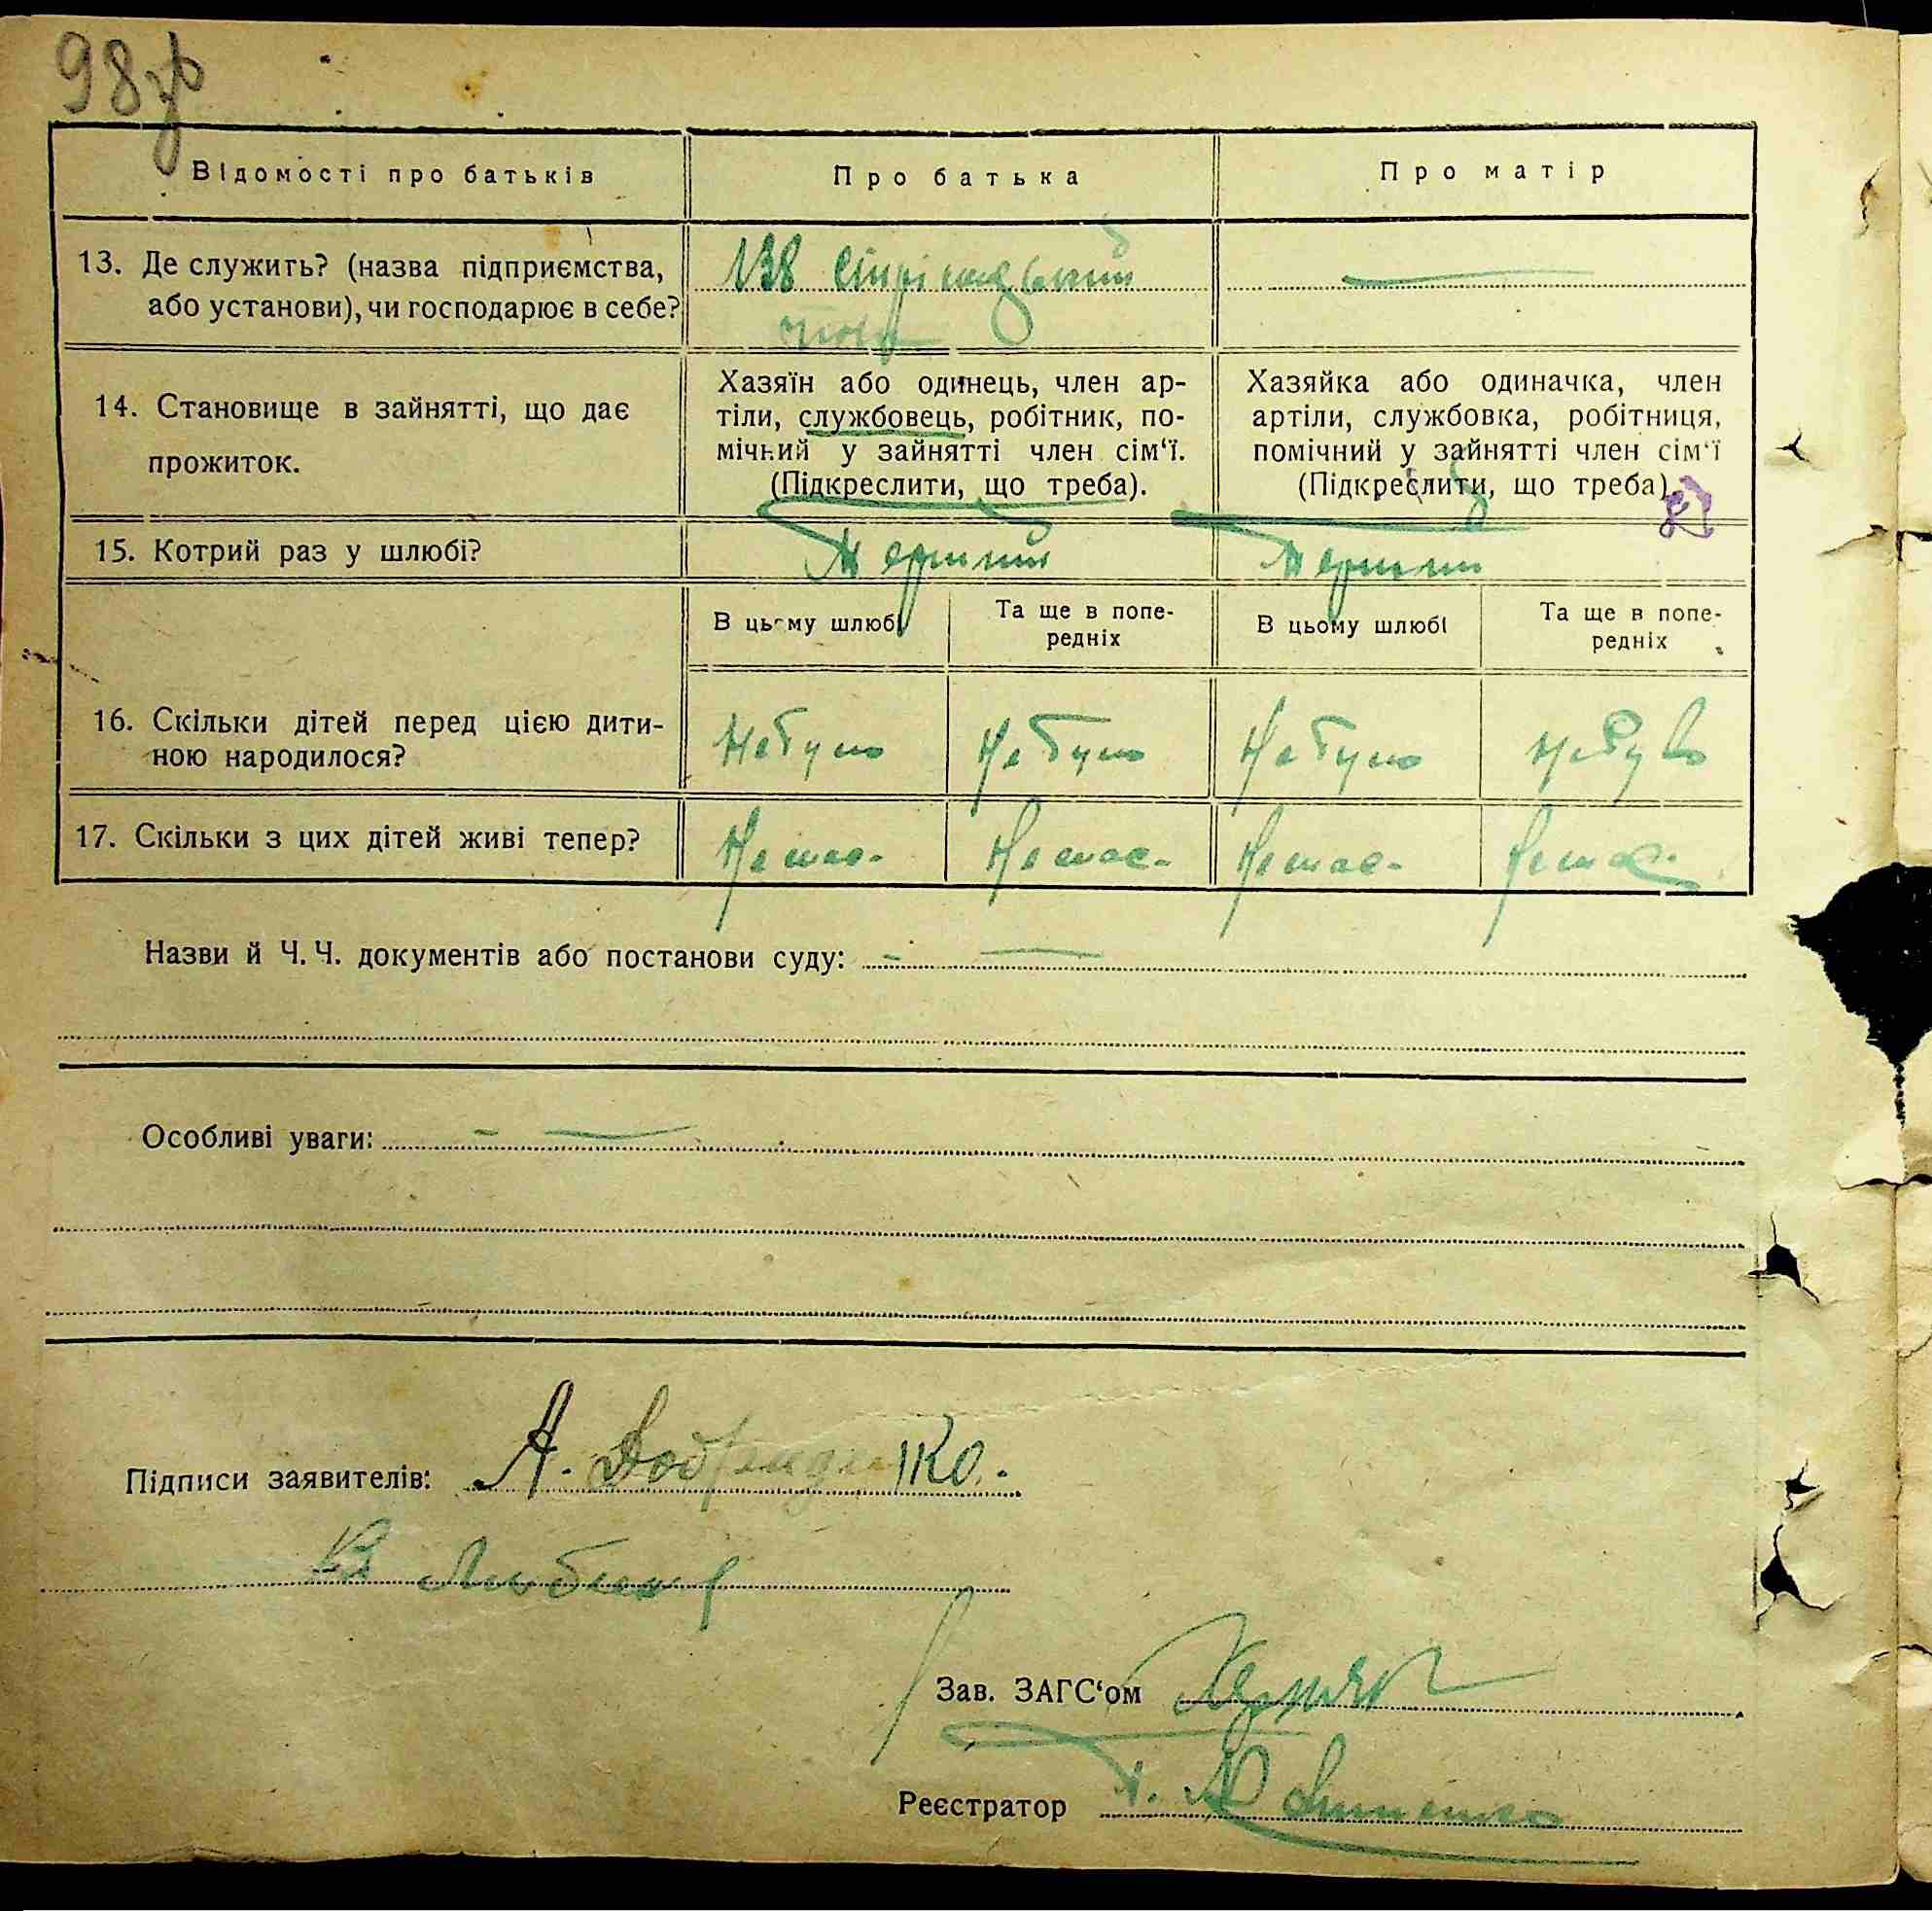 98зв
Відомості про батьків
Про батька
Про матір
13. Де служить? (назва підприємства,
або установи), чи господарює в себе?
138 стрілецький
полк
14. Становище в зайнятті, що дає
прожиток.
Хазяїн або одинець, член ар-
тіли, службовець, робітник, по-
мічний у зайнятті член сім‘ї.
(Підкреслити, що треба).
Хазяйка або одиначка, член
артіли, службовка, робітниця,
помічний у зайнятті член сім‘ї
(Підкреслити, що треба).
15. Котрий раз у шлюбі?
Перший
Перший
В цьому шлюбі
Та ще в попе-
редніх
В цьому шлюбі
Та ще в попе-
редніх
16. Скільки дітей перед цією дити-
ною народилося?
Не було
Не було
Не було
Не було
17. Скільки з цих дітей живі тепер?
Немає
Немає
Немає
Немає
Назви й Ч. Ч. документів або постанови суду:
Особливі уваги:
Підписи заявителів:
А.
В
Зав. ЗАГС‘ом
Реєстратор